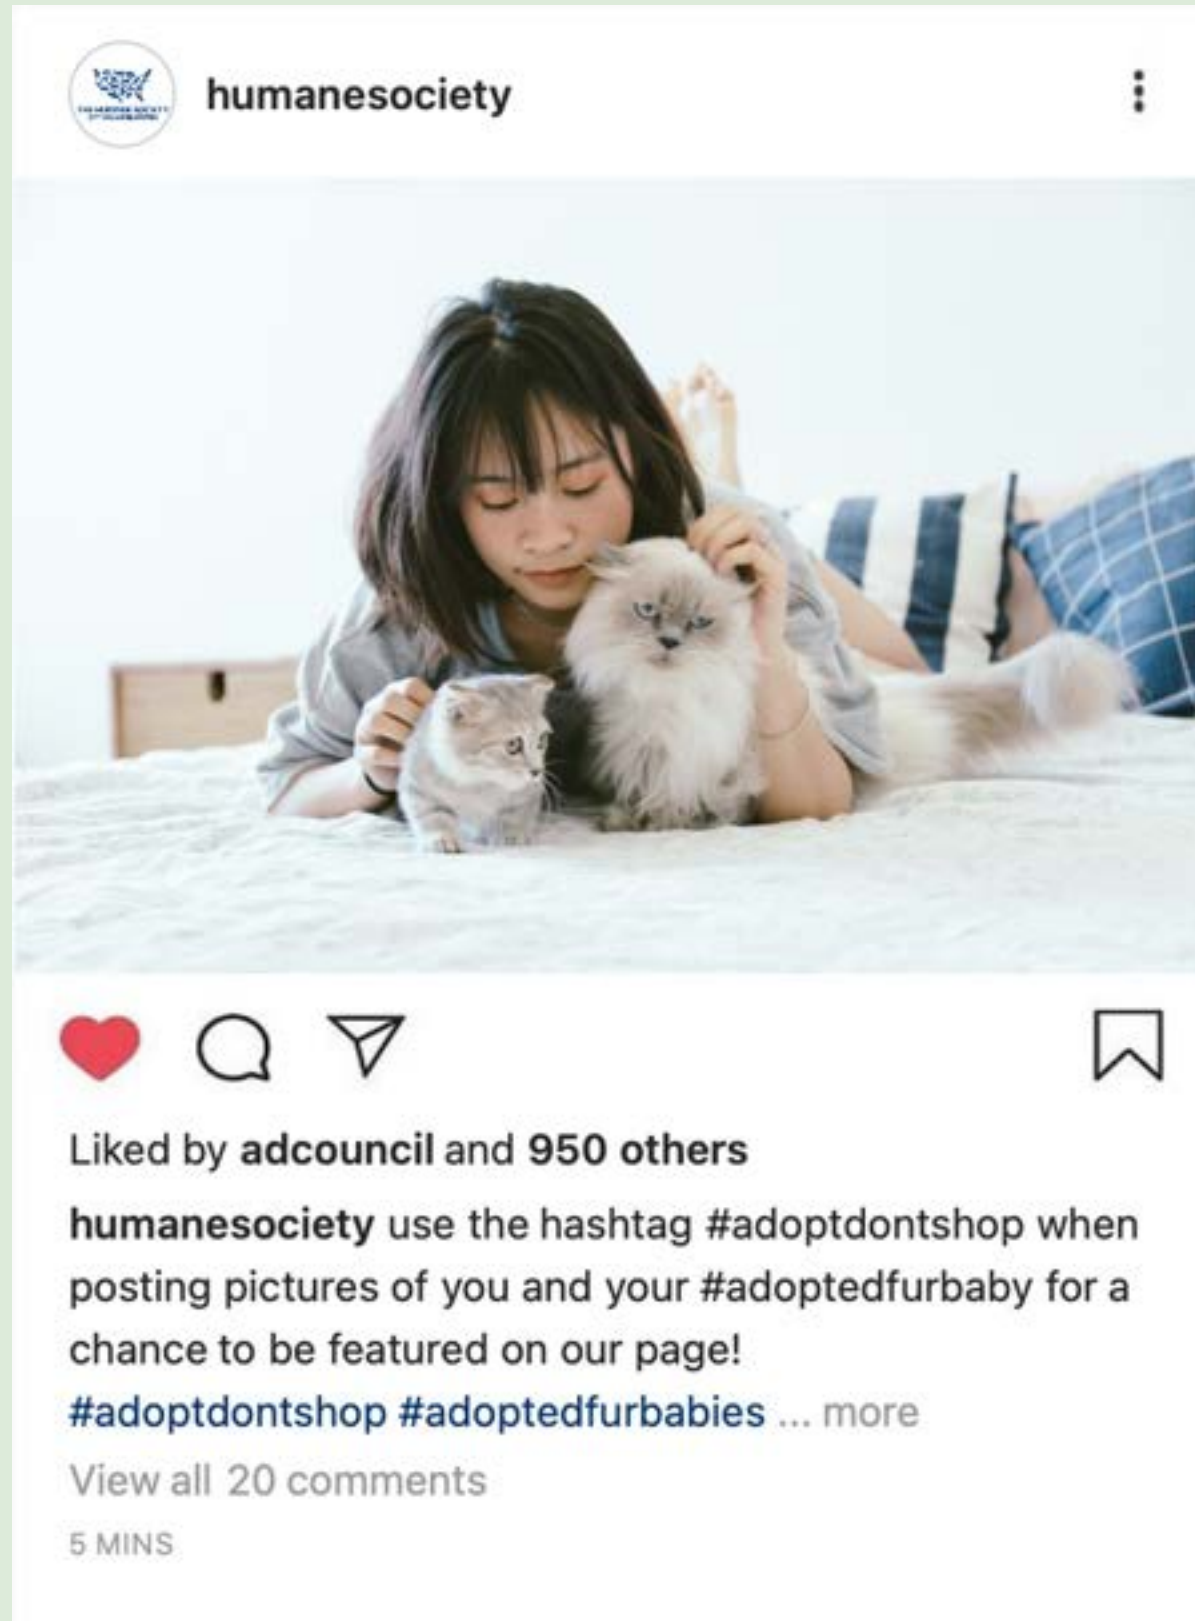 humanesociety
Liked by adcouncil and 950 others
humanesociety use the hashtag #adoptdontshop when
posting pictures of you and your #adoptedfurbaby for a
chance to be featured on our page!
#adoptdontshop #adoptedfurbabies ... more
View all 20 comments
5 MINS